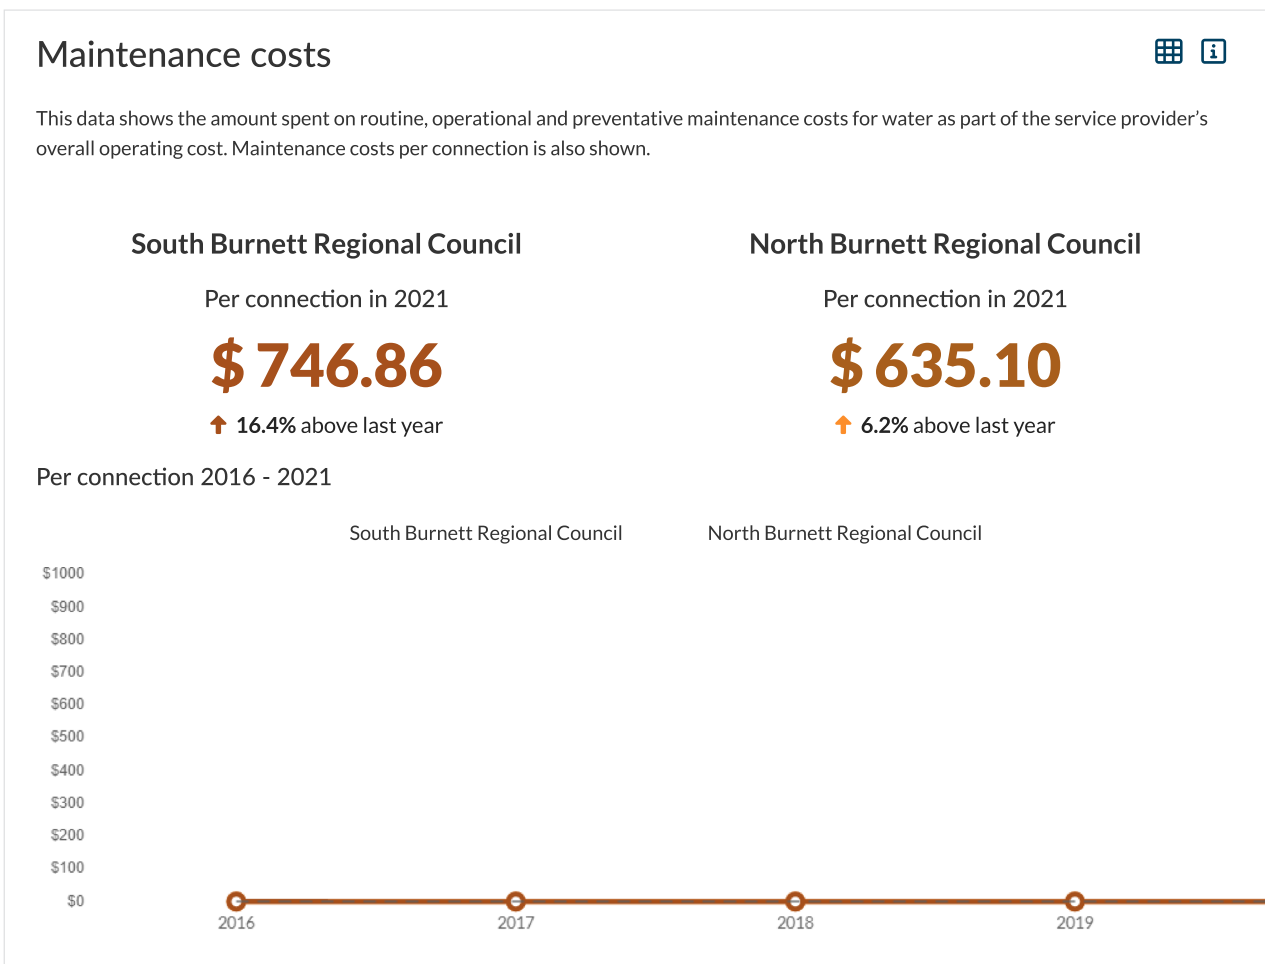 Maintenance costs
This data shows the amount spent on routine, operational and preventative maintenance costs for water as part of the service provider’s
overall operating cost. Maintenance costs per connection is also shown.
South Burnett Regional Council
Per connection in 2021
$ 746.86
16.4% above last year
North Burnett Regional Council
Per connection in 2021
$ 635.10
6.2% above last year
Per connection 2016 - 2021
South Burnett Regional Council North Burnett Regional Council
$1000
$900
$800
$700
$600
$500
$400
$300
$200
$100
$0
2016 2017 2018 2019